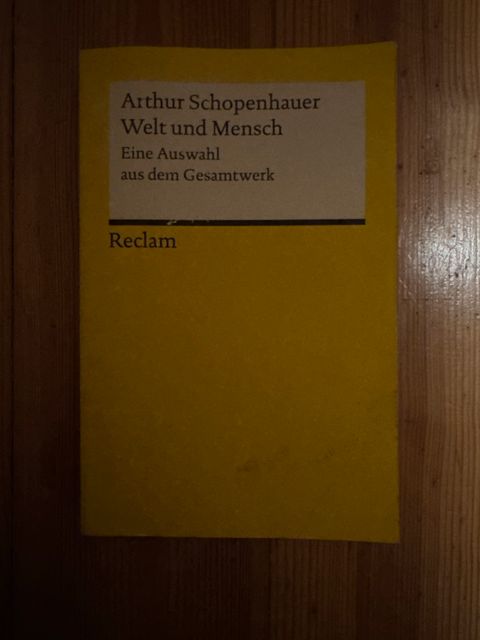 Arthur Schopenhauer
Welt und Mensch
Eine Auswahl
aus dem Gesamtwerk
Reclam